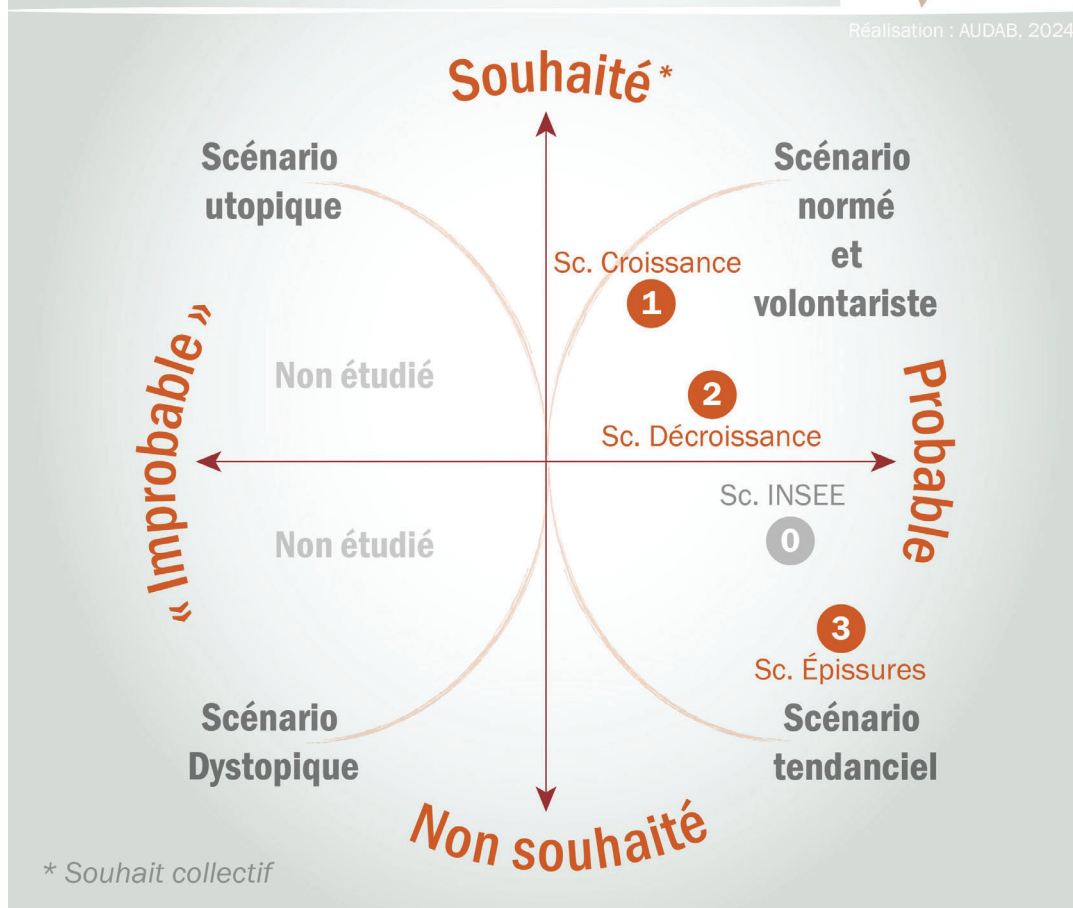 Réalisation : AUDAB, 2024
Souhaité *
Scénario
utopique
Scénario
normé
et
volontariste
Sc. Croissance
1
« Improbable »
Non étudié
2
Sc. Décroissance
Probable
Sc. INSEE
0
Non étudié
3
Sc. Épissures
Scénario
Dystopique
Scénario
tendanciel
Non souhaité
* Souhait collectif